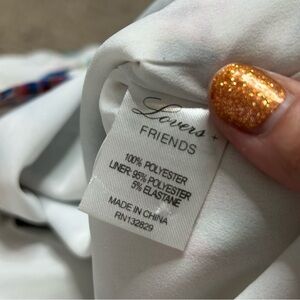 Lovers +
FRIENDS
100% POLYESTER
LINER: 95% POLYESTER
5% ELASTANE
MADE IN CHINA
RN132829